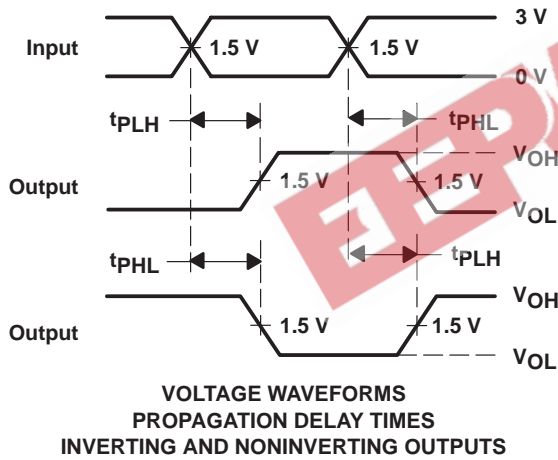 3 V
Input 1.5 V 1.5 V
0 V
tPLH tPHL
VOH
Output 1.5 V 1.5 V
VOL
tPHL tPLH
VOH
Output 1.5 V 1.5 V
VOL
VOLTAGE WAVEFORMS
PROPAGATION DELAY TIMES
INVERTING AND NONINVERTING OUTPUTS